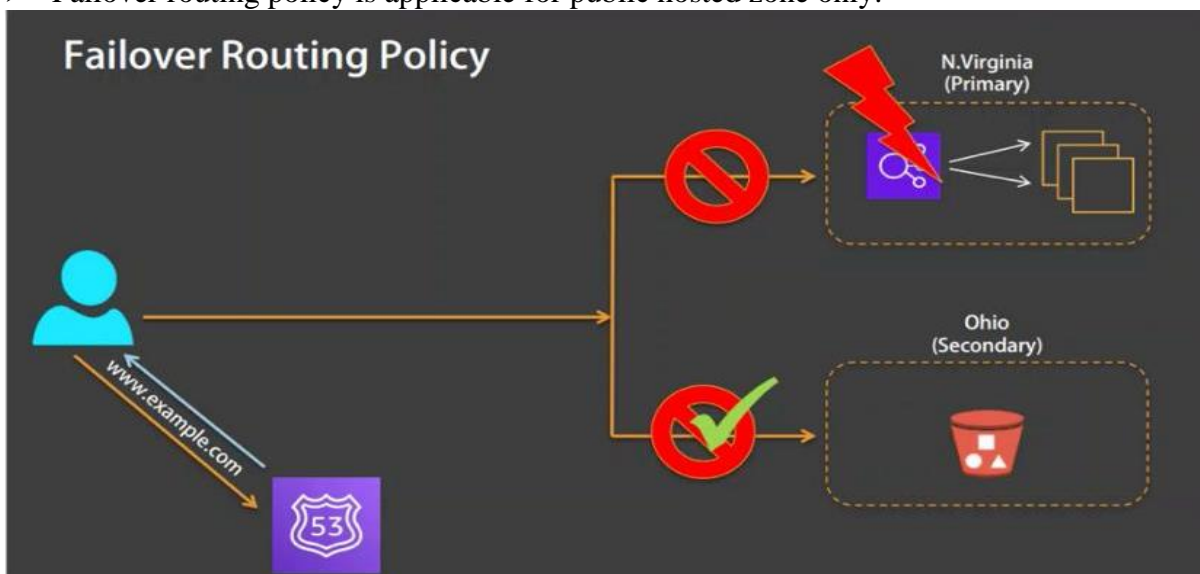 Failover routing policy is applicable for public hosted zone only.
Failover Routing Policy
N.Virginia
(Primary)
Ohio
(Secondary)
www.example.com
53